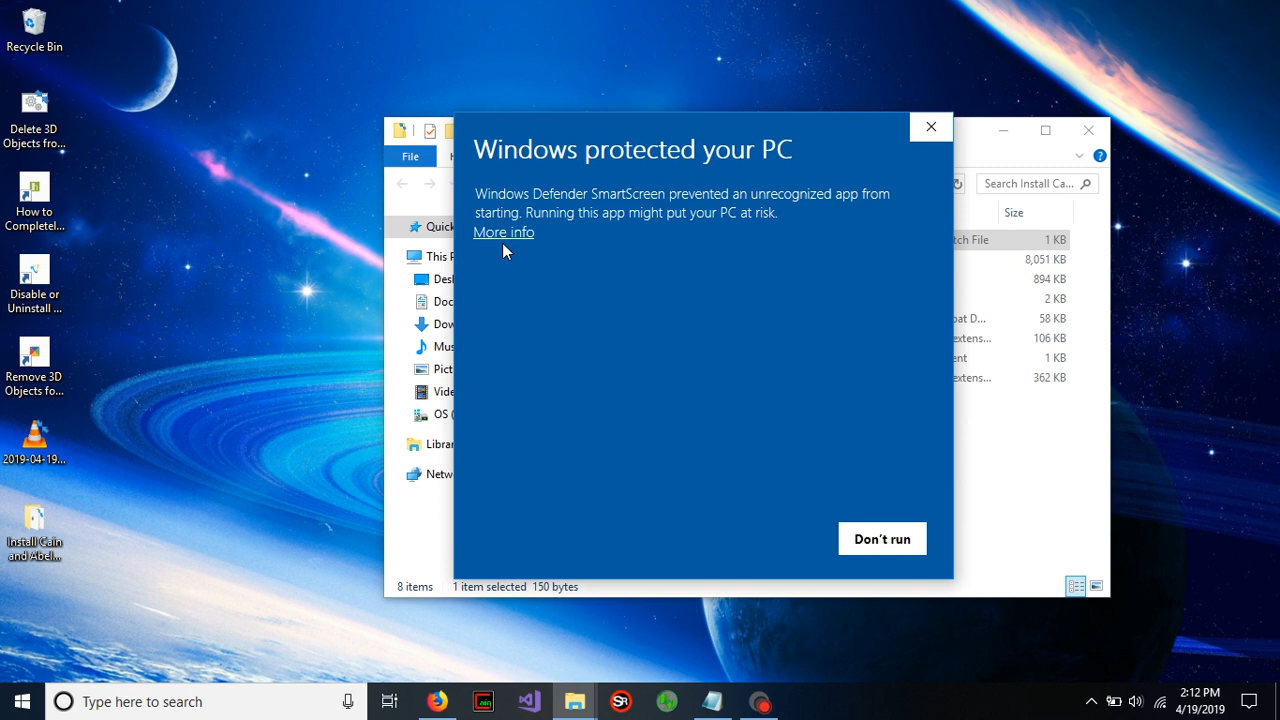 Recycle Bin
Delete 3D
Objects fro...
How to
Completel...
Disable or
Uninstall ...
Remove 3D
Objects fo...
2019-04-19...
Install Cain
and Abel...
File
Search Install Ca...
Windows protected your PC
Windows Defender SmartScreen prevented an unrecognized app from
starting. Running this app might put your PC at risk.
More info
Don't run
Quick
This P
Desk
Doc
Dow
Mus
Pict
Vide
OS (
Librar
Netw
Size
tch File 1 KB
8,051 KB
894 KB
2 KB
bat D... 58 KB
extens... 106 KB
ent 1 KB
extens... 362 KB
8 items 1 item selected 150 bytes
Type here to search
Cain
SR
2:12 PM
4/19/2019